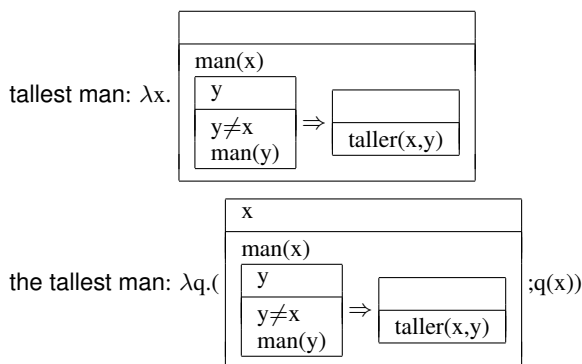 man(x)
y
tallest man: λx.
y≠x
man(y)
⇒
taller(x,y)
x
man(x)
y
the tallest man: λq.(
y≠x
man(y)
⇒
taller(x,y)
;q(x))